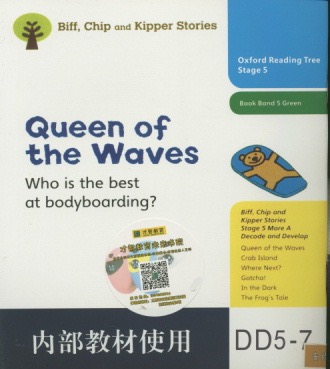 Biff, Chip and Kipper Stories
Oxford Reading Tree
Stage 5
Book Band 5 Green
Queen of
the Waves
Who is the best
at bodyboarding?
Biff, Chip and
Kipper Stories
Stage 5 More A
Decode and Develop
Queen of the Waves
Crab Island
Where Next?
Gotcha!
In the Dark
The Frog's Tale
内部教材使用
DD5-7